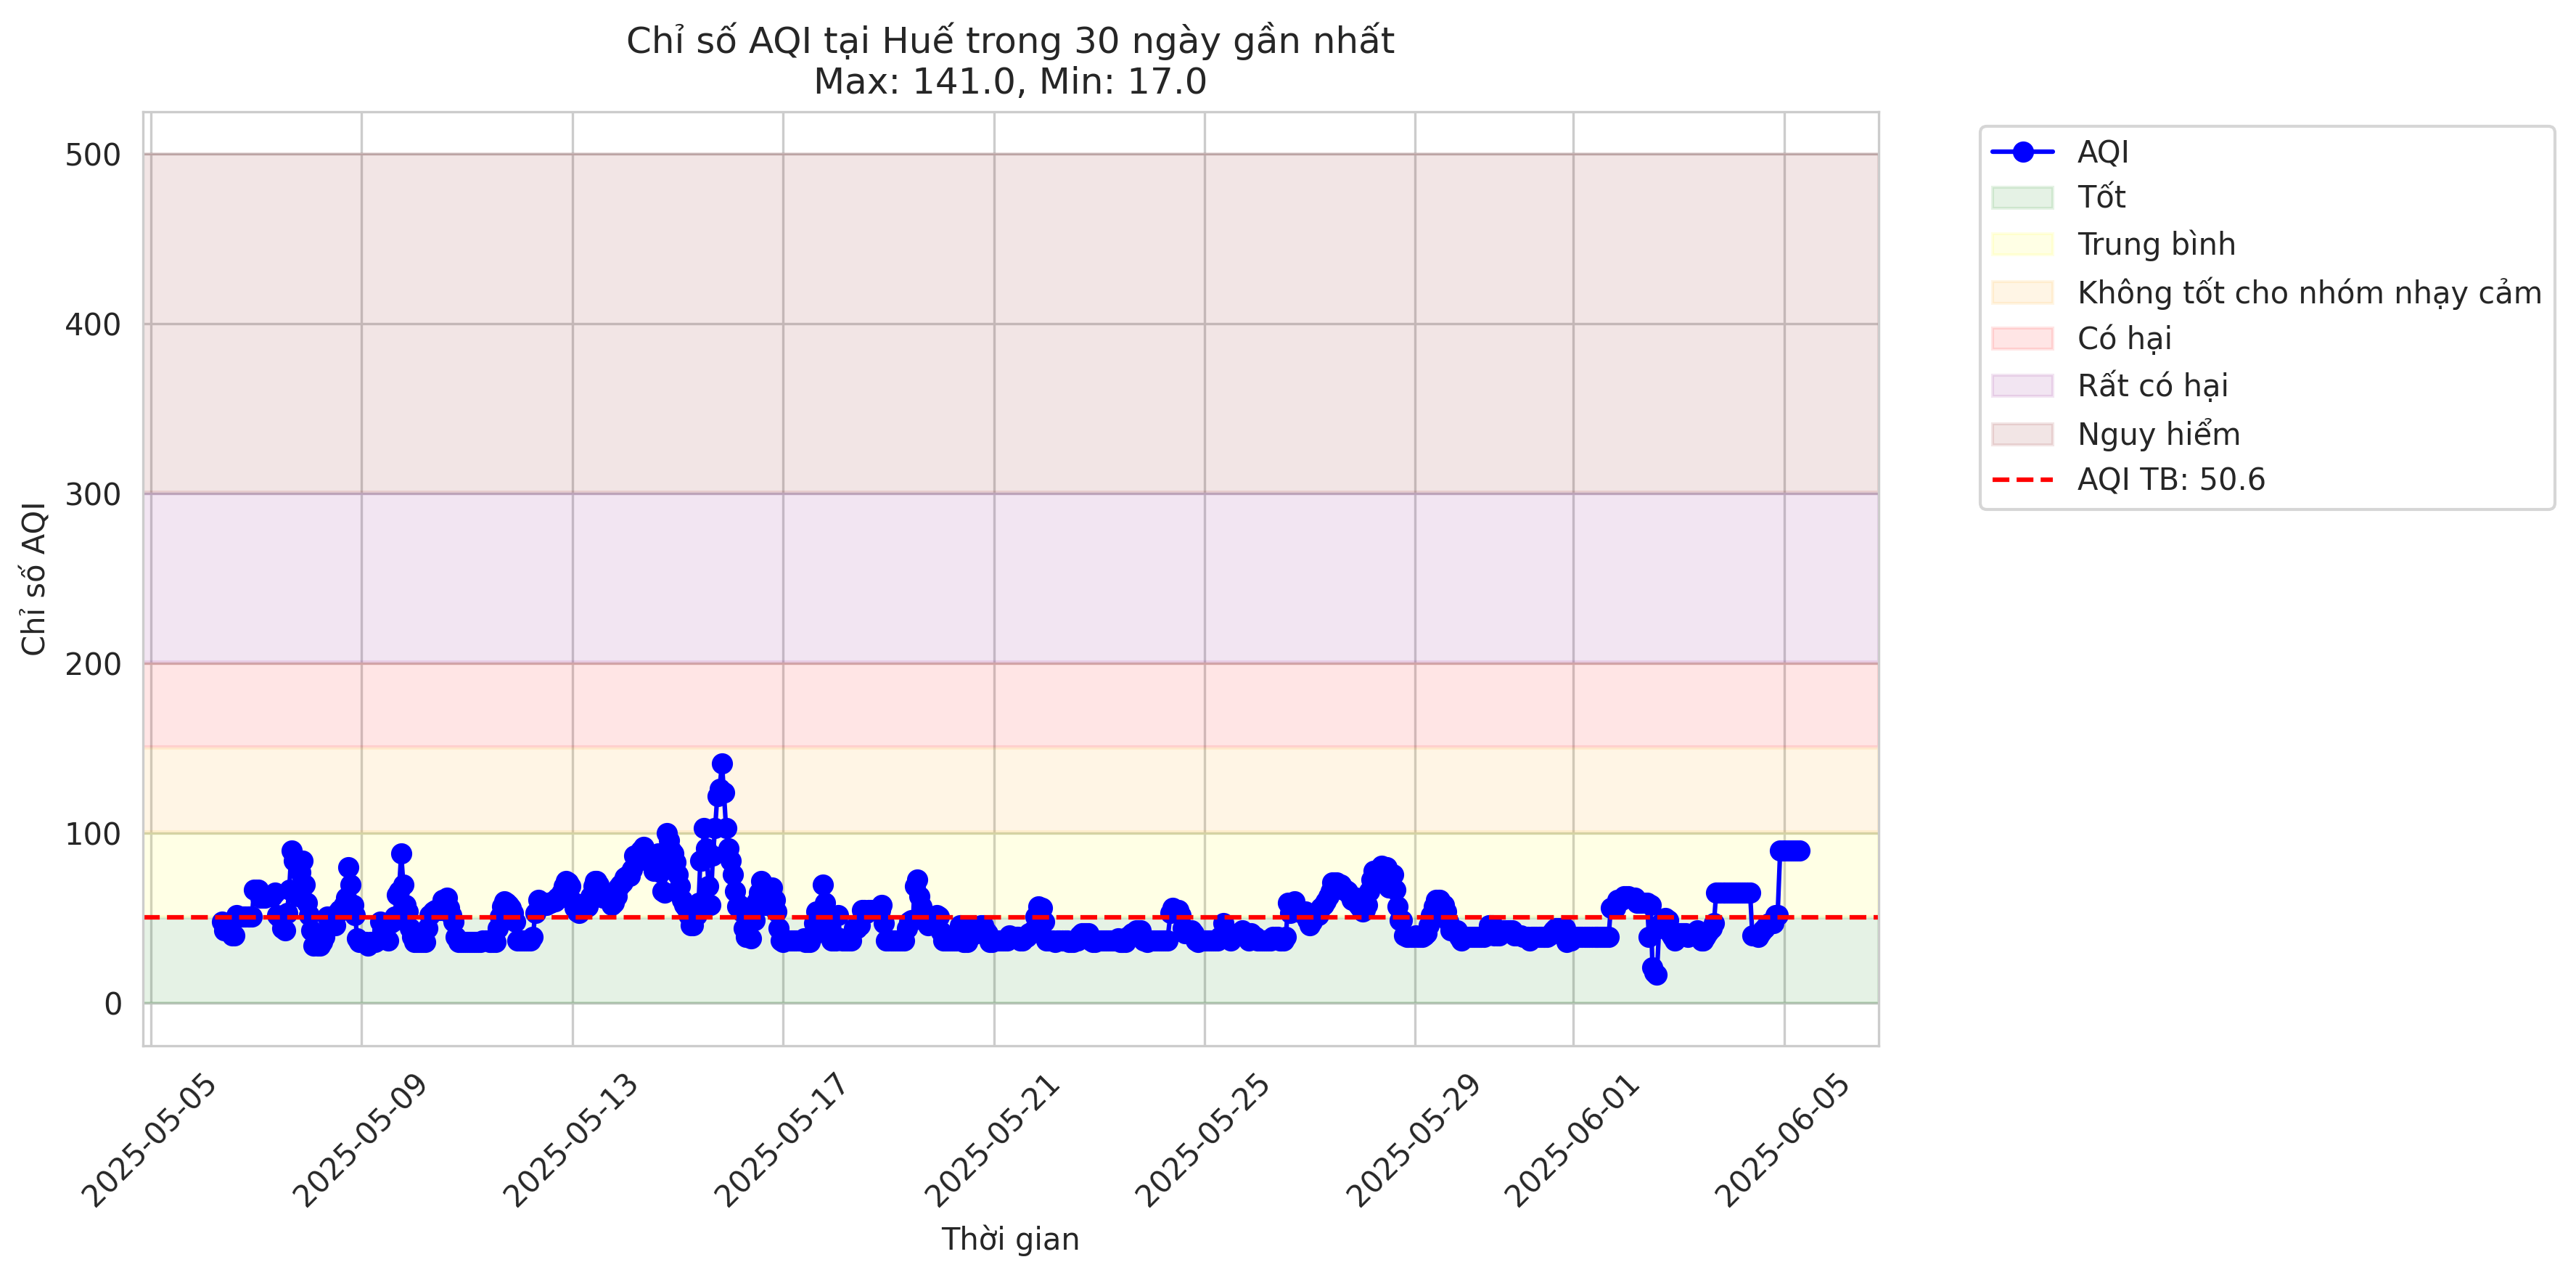 Chỉ số AQI tại Huế trong 30 ngày gần nhất
Max: 141.0, Min: 17.0
Chỉ số AQI
500
400
300
200
100
0
2025-05-05
2025-05-09
2025-05-13
2025-05-17
2025-05-21
2025-05-25
2025-05-29
2025-06-01
2025-06-05
Thời gian
AQI
Tốt
Trung bình
Không tốt cho nhóm nhạy cảm
Có hại
Rất có hại
Nguy hiểm
AQI TB: 50.6